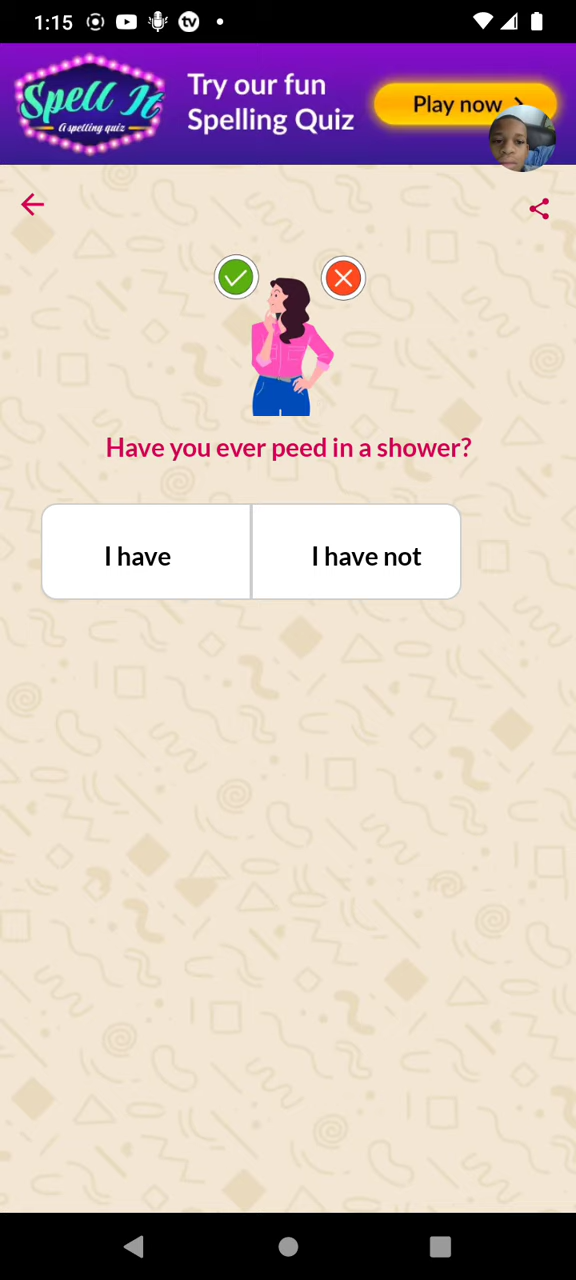 1:15
tv
Spell It
A spelling quiz
Try our fun
Spelling Quiz
Play now
Have you ever peed in a shower?
I have
I have not